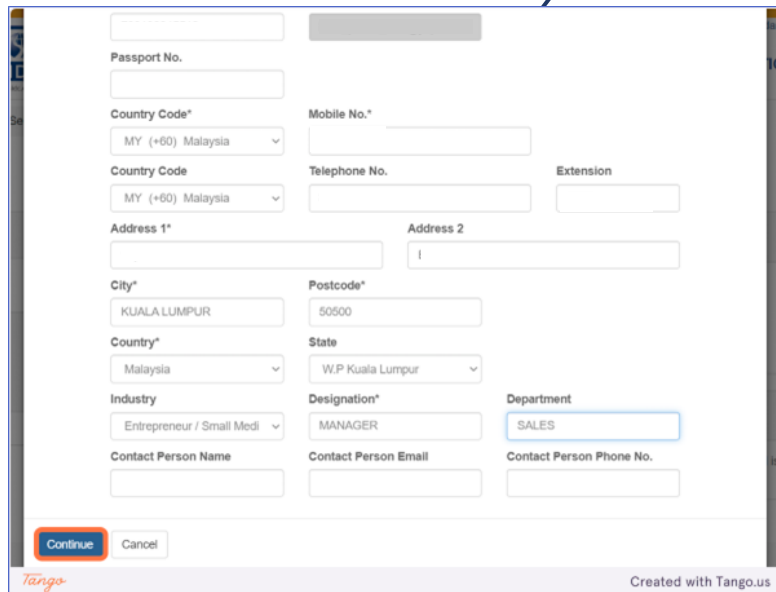 Passport No.
Country Code* Mobile No.*
MY (+60) Malaysia
Country Code Telephone No. Extension
MY (+60) Malaysia
Address 1* Address 2
City* Postcode*
KUALA LUMPUR 50500
Country* State
Malaysia W.P Kuala Lumpur
Industry Designation* Department
Entrepreneur / Small Medi MANAGER SALES
Contact Person Name Contact Person Email Contact Person Phone No.
Continue Cancel
Tango Created with Tango.us